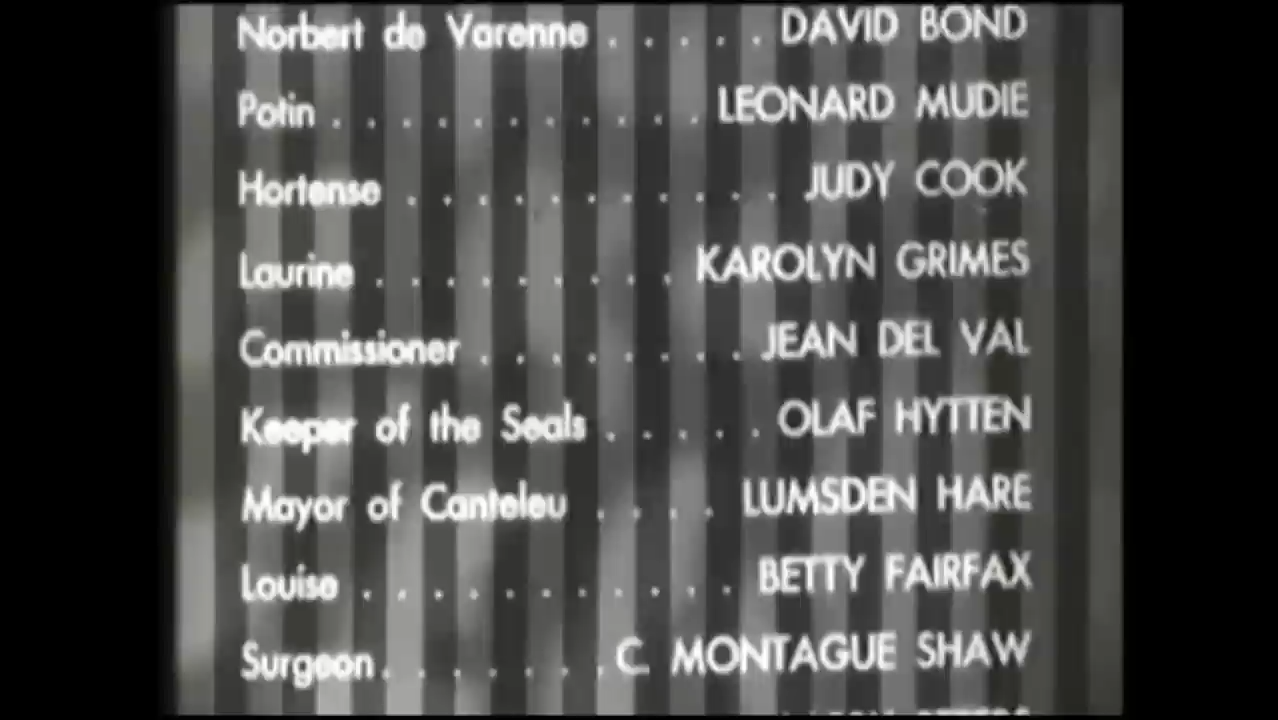 Norbert de Varenne . . . . . DAVID BOND
Potin . . . . . . . . . . . LEONARD MUDIE
Hortense . . . . . . . . . . . JUDY COOK
Laurine . . . . . . . . . KAROLYN GRIMES
Commissioner . . . . . . . . JEAN DEL VAL
Keeper of the Seals . . . . . OLAF HYTTEN
Mayor of Canteleu . . . . LUMSDEN HARE
Louise . . . . . . . . . . . BETTY FAIRFAX
Surgeon . . . . . . . C. MONTAGUE SHAW